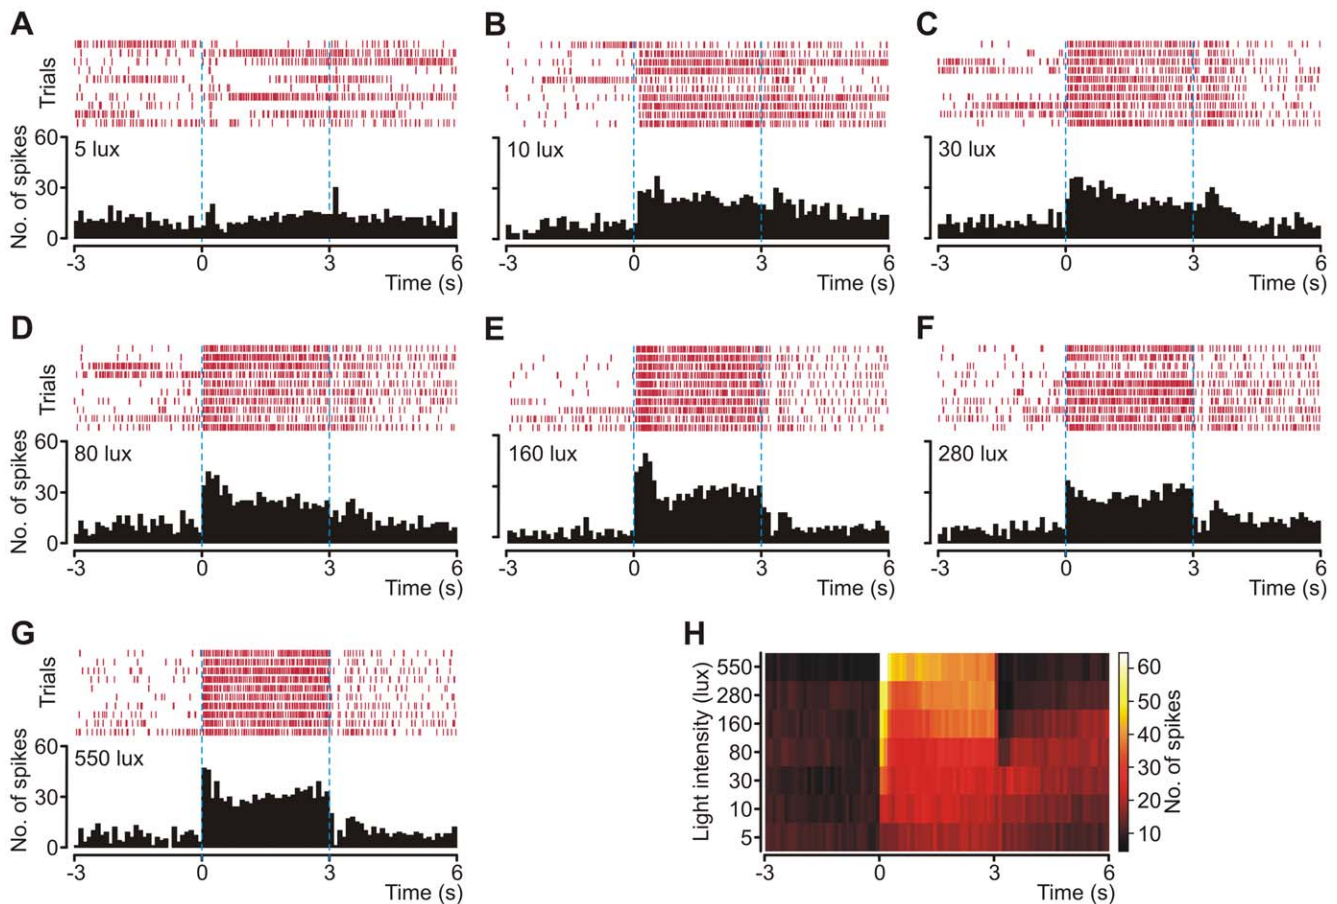 A
B
C
Trials
60
30
0
No. of spikes
5 lux
10 lux
30 lux
-3 0 3 6
-3 0 3 6
-3 0 3 6
Time (s)
Time (s)
Time (s)
D
E
F
Trials
60
30
0
No. of spikes
80 lux
160 lux
280 lux
-3 0 3 6
-3 0 3 6
-3 0 3 6
Time (s)
Time (s)
Time (s)
G
Trials
60
30
0
No. of spikes
550 lux
-3 0 3 6
Time (s)
H
Light intensity (lux)
550
280
160
80
30
10
5
-3 0 3 6
Time (s)
60
50
40
30
20
10
No. of spikes